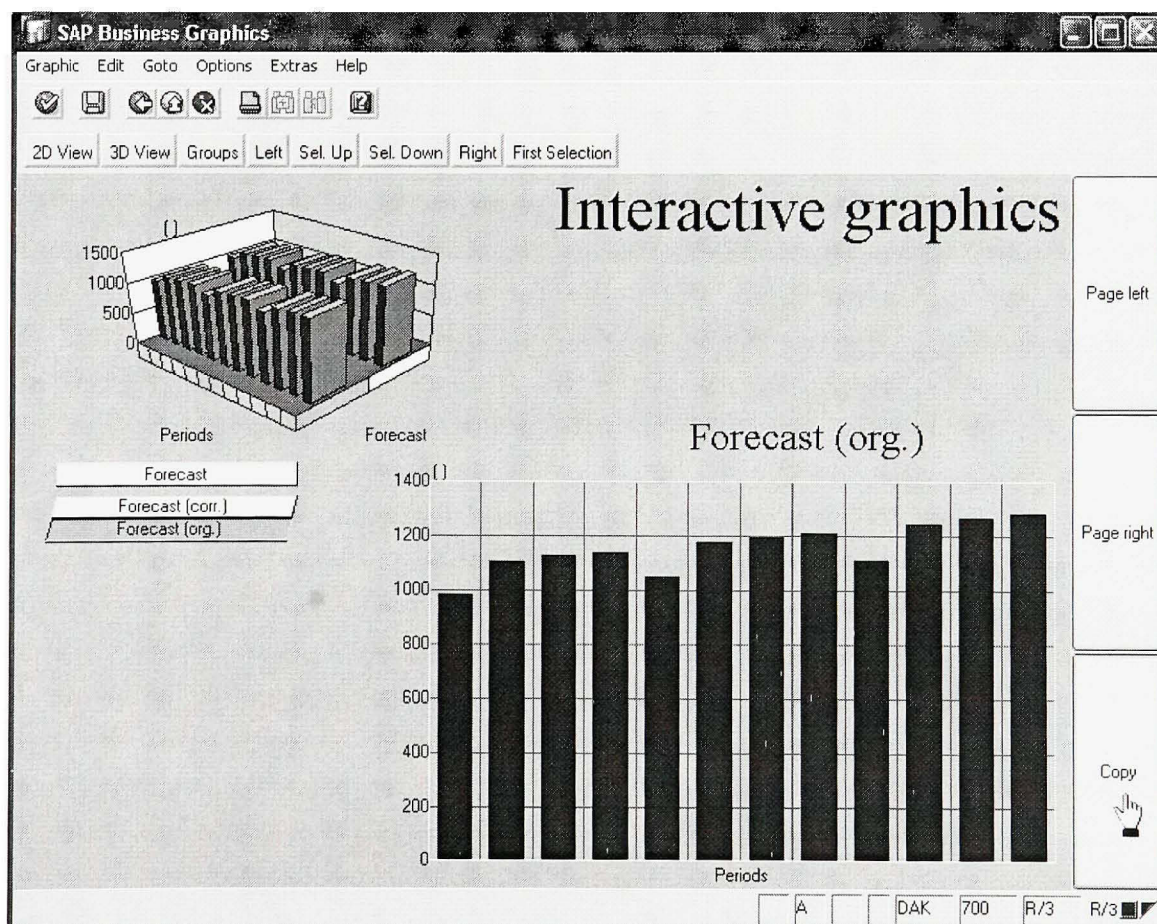 SAP Business Graphics
Graphic Edit Goto Options Extras Help
2D View 3D View Groups Left Sel. Up Sel. Down Right First Selection
Interactive graphics
()
1500
1000
500
0
Periods Forecast
Forecast
Forecast (corr.)
Forecast (org.)
Forecast (org.)
()
1400
1200
1000
800
600
400
200
0
Periods
Page left
Page right
Copy
A DAK 700 R/3 R/3